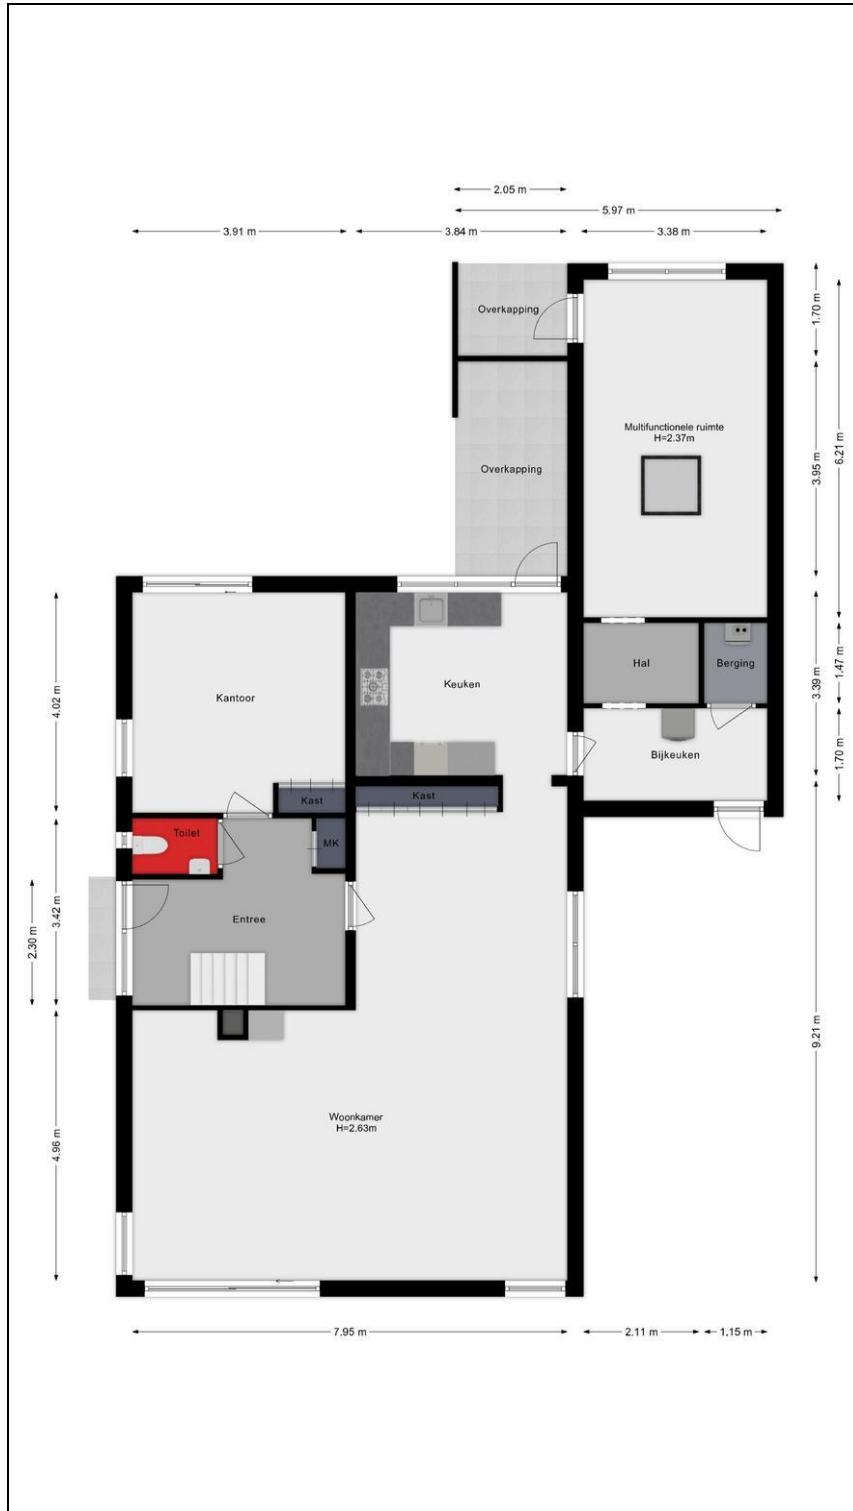 2.05 m
5.97 m
3.91 m
3.84 m
3.38 m
Overkapping
1.70 m
Multifunctionele ruimte
H=2.37m
6.21 m
Overkapping
3.95 m
Kantoor
4.02 m
Keuken
Hal
Berging
3.39 m
1.47 m
Bijkeuken
1.70 m
Kast
Kast
Toilet
MK
Entree
3.42 m
2.30 m
9.21 m
Woonkamer
H=2.63m
4.96 m
7.95 m
2.11 m
1.15 m